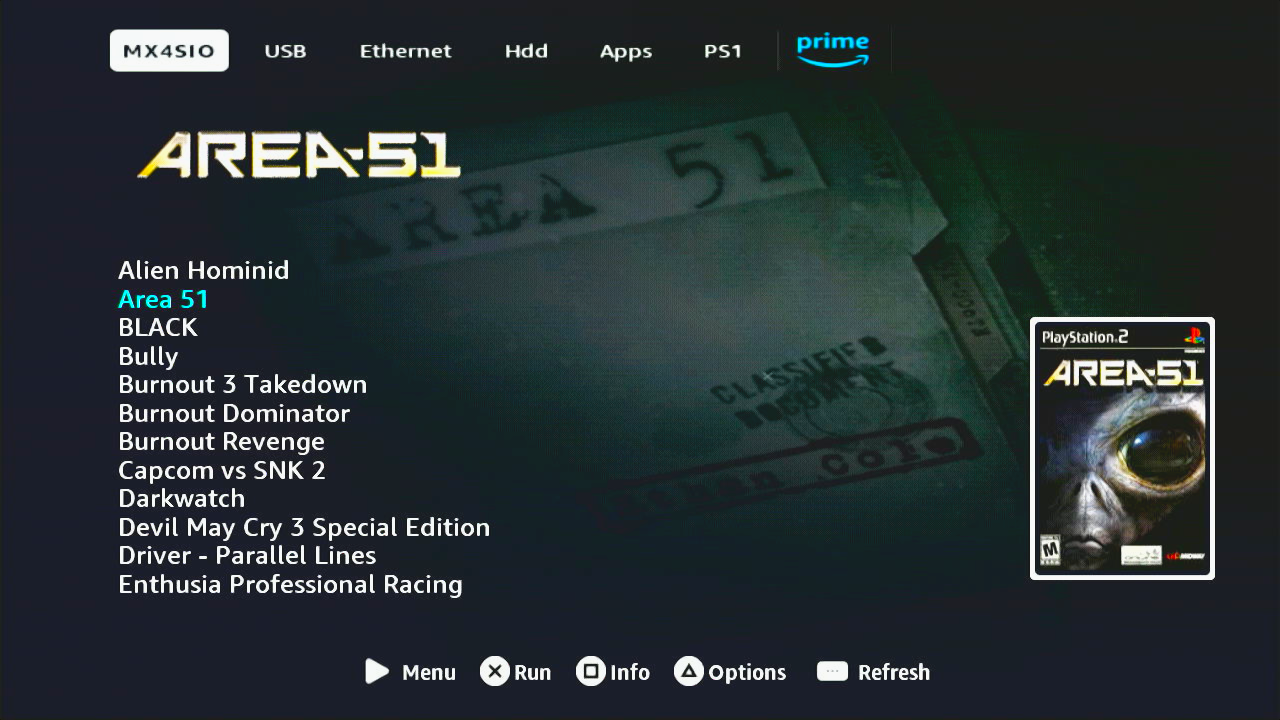 MX4SIO USB Ethernet Hdd Apps PS1 prime
AREA-51
AREA 51
Alien Hominid
Area 51
BLACK
Bully
Burnout 3 Takedown
Burnout Dominator
Burnout Revenge
Capcom vs SNK 2
Darkwatch
Devil May Cry 3 Special Edition
Driver - Parallel Lines
Enthusia Professional Racing
CLASSIFIED
DOCUMENT
PlayStation.2
AREA-51
M
MIDWAY
Menu Run Info Options Refresh